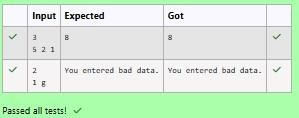 Input Expected Got
3 8 8
5 2 1
2 You entered bad data. You entered bad data.
1 g
Passed all tests!